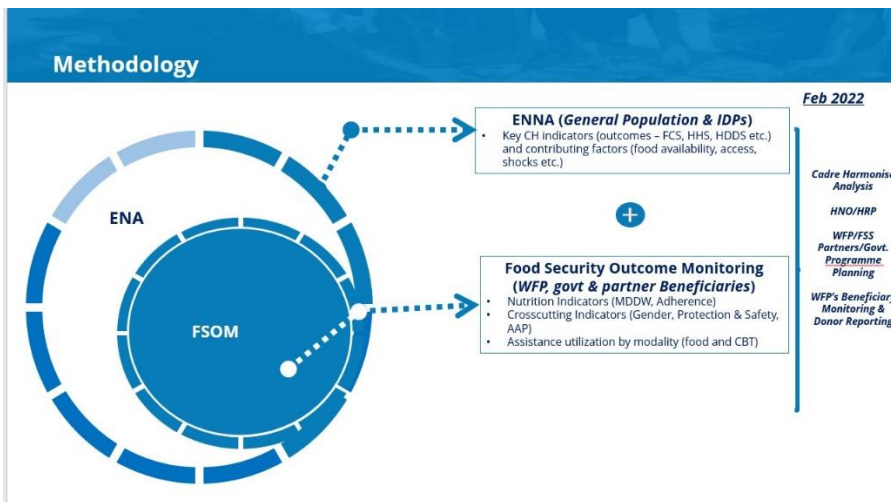 Methodology
Feb 2022
ENA
FSOM
ENNA (General Population & IDPs)
• Key CH indicators (outcomes – FCS, HHS, HDDS etc.)
and contributing factors (food availability, access,
shocks etc.)
+
Food Security Outcome Monitoring
(WFP, govt & partner Beneficiaries)
• Nutrition Indicators (MDDW, Adherence)
• Crosscutting Indicators (Gender, Protection & Safety,
AAP)
• Assistance utilization by modality (food and CBT)
Cadre Harmonise
Analysis
HNO/HRP
WFP/FSS
Partners/Govt.
Programme
Planning
WFP's Beneficiary
Monitoring &
Donor Reporting